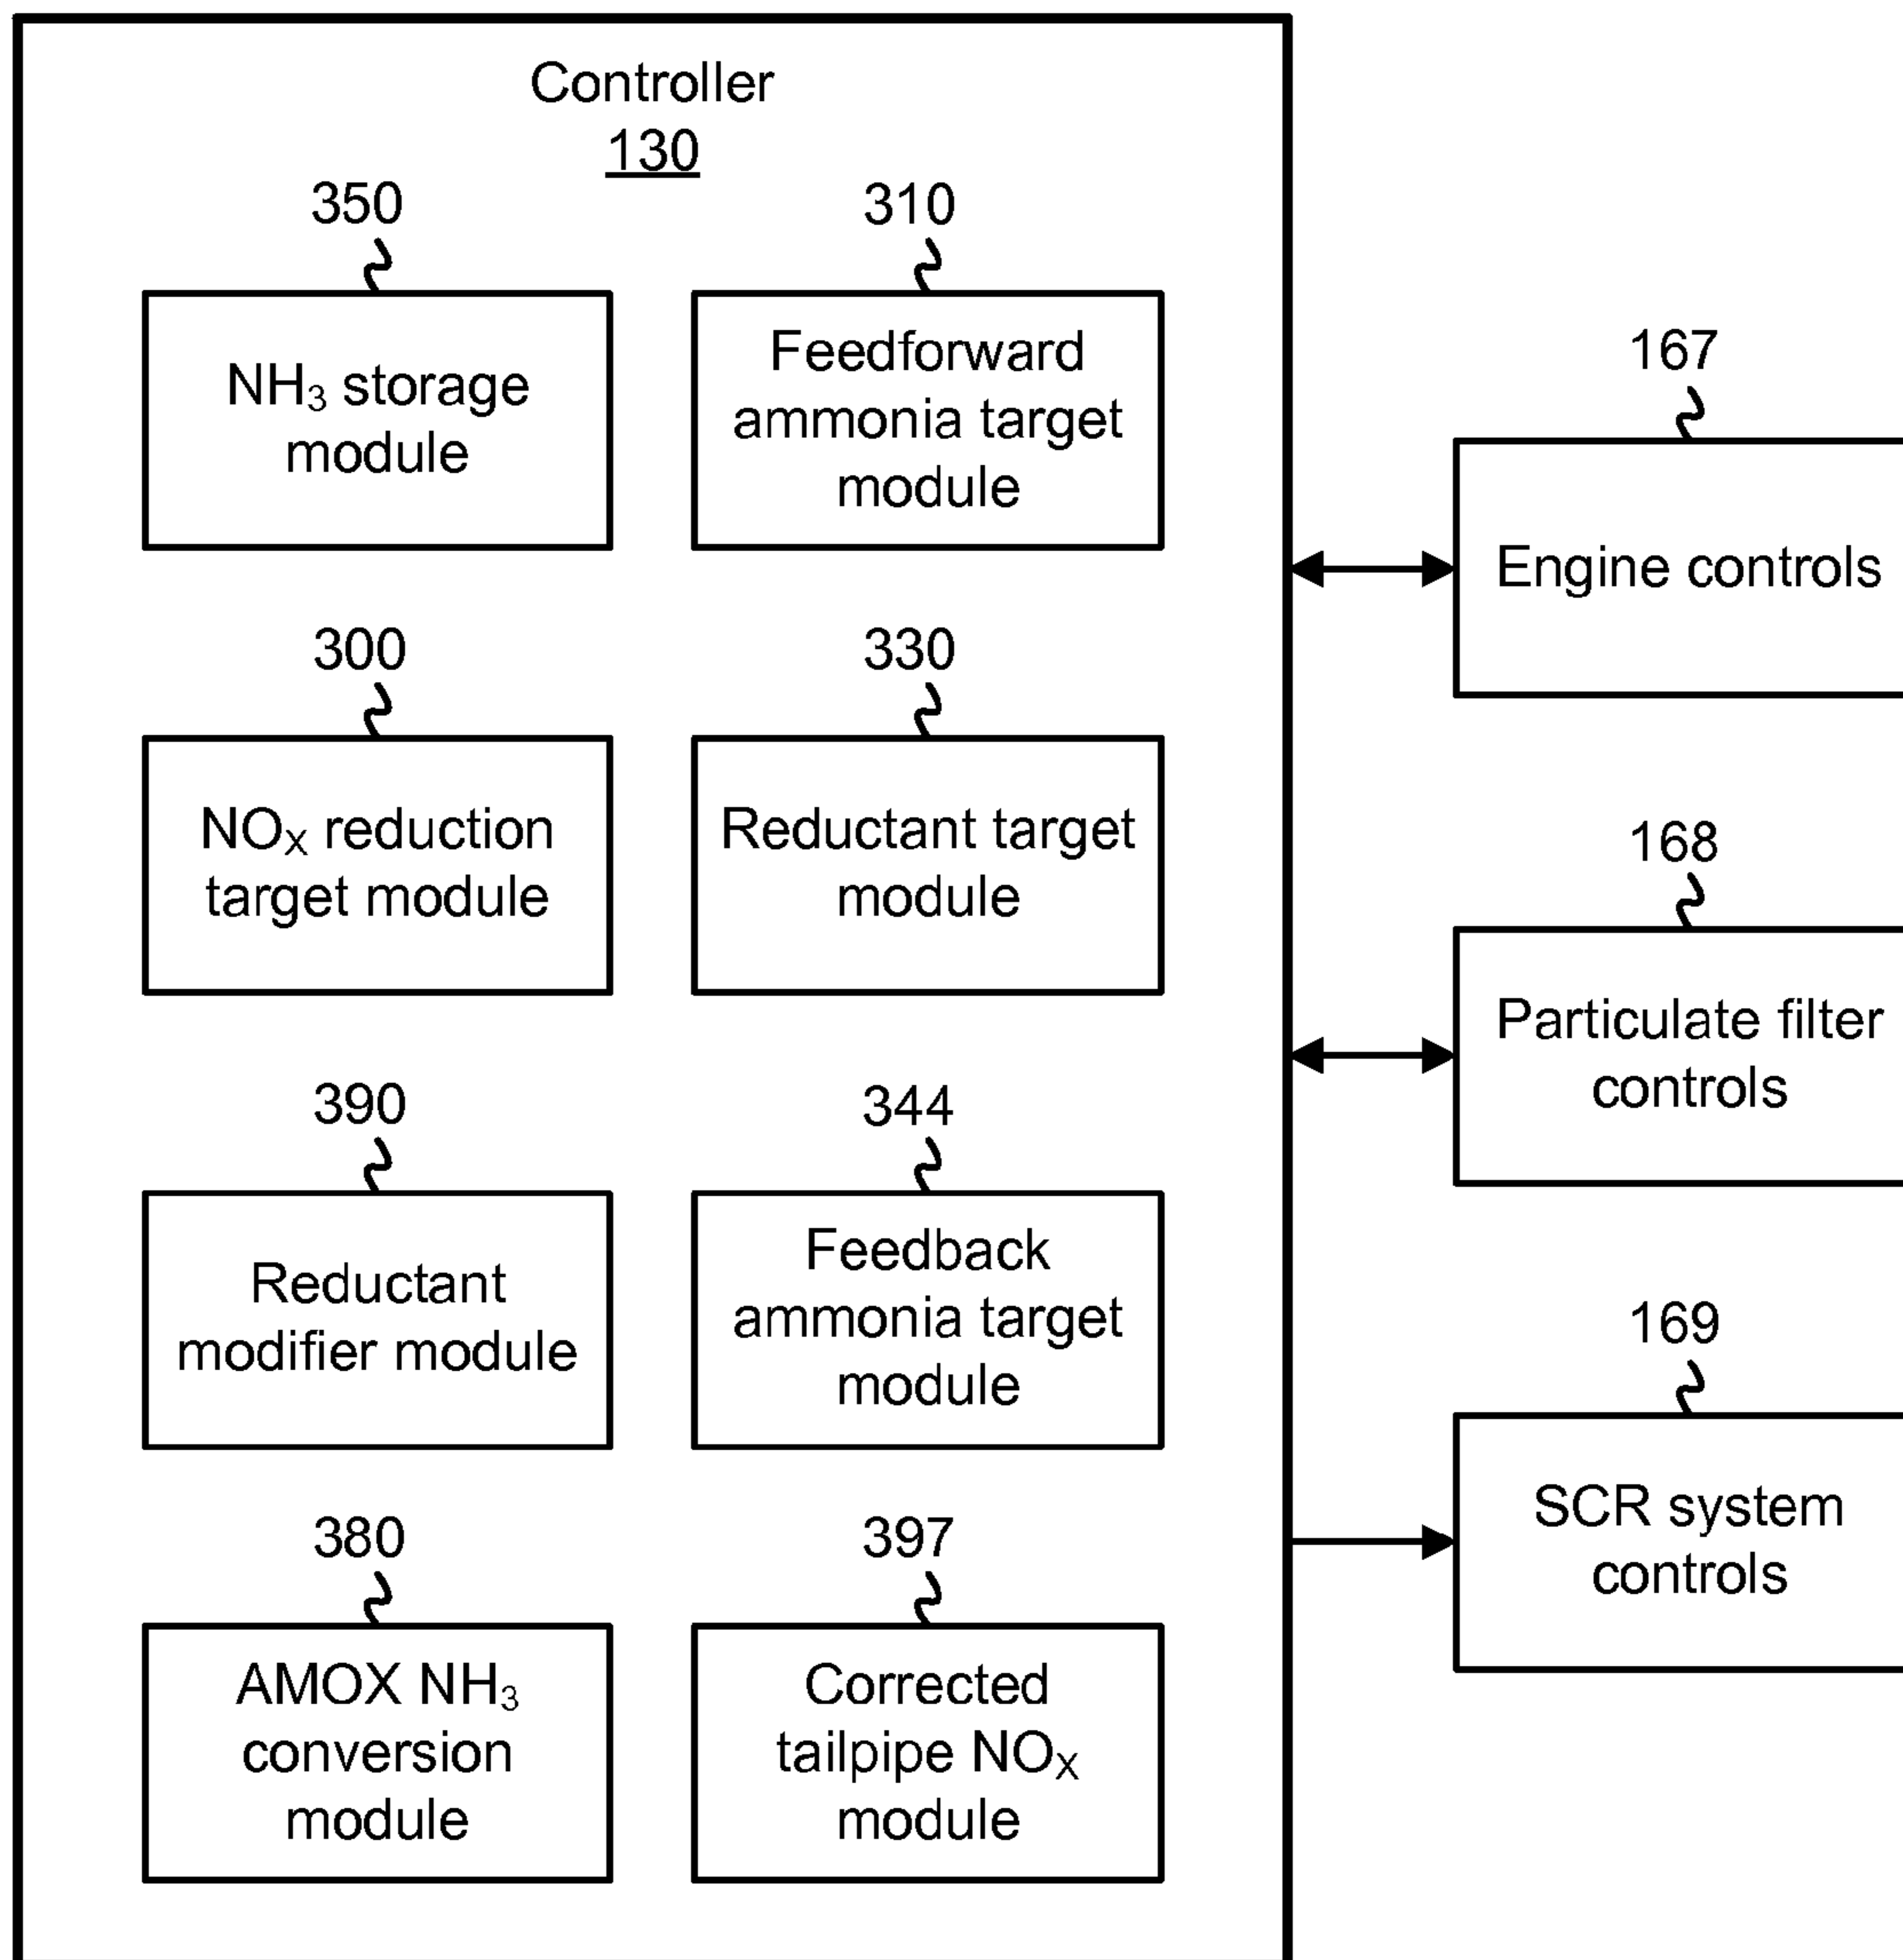 Controller
130
350
NH₃ storage
module
310
Feedforward
ammonia target
module
300
NOₓ reduction
target module
330
Reductant target
module
390
Reductant
modifier module
344
Feedback
ammonia target
module
380
AMOX NH₃
conversion
module
397
Corrected
tailpipe NOₓ
module
167
Engine controls
168
Particulate filter
controls
169
SCR system
controls